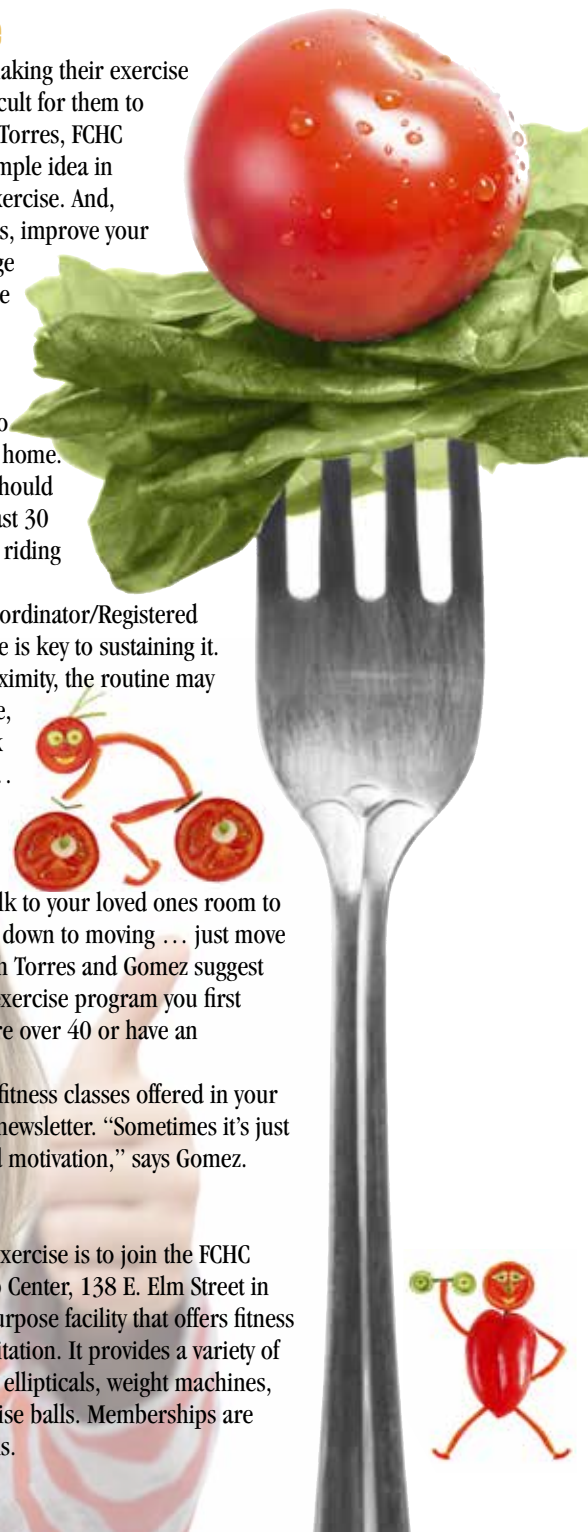 aking their exercise
cult for them to
Torres, FCHC
mple idea in
xercise. And,
s, improve your
ge
e
o
home.
hould
ast 30
riding
ordinator/Registered
e is key to sustaining it.
ximity, the routine may
e,
k
…
lk to your loved ones room to
down to moving … just move
n Torres and Gomez suggest
exercise program you first
re over 40 or have an
fitness classes offered in your
newsletter. “Sometimes it’s just
d motivation,” says Gomez.
exercise is to join the FCHC
o Center, 138 E. Elm Street in
urpose facility that offers fitness
itation. It provides a variety of
ellipticals, weight machines,
ise balls. Memberships are
s.